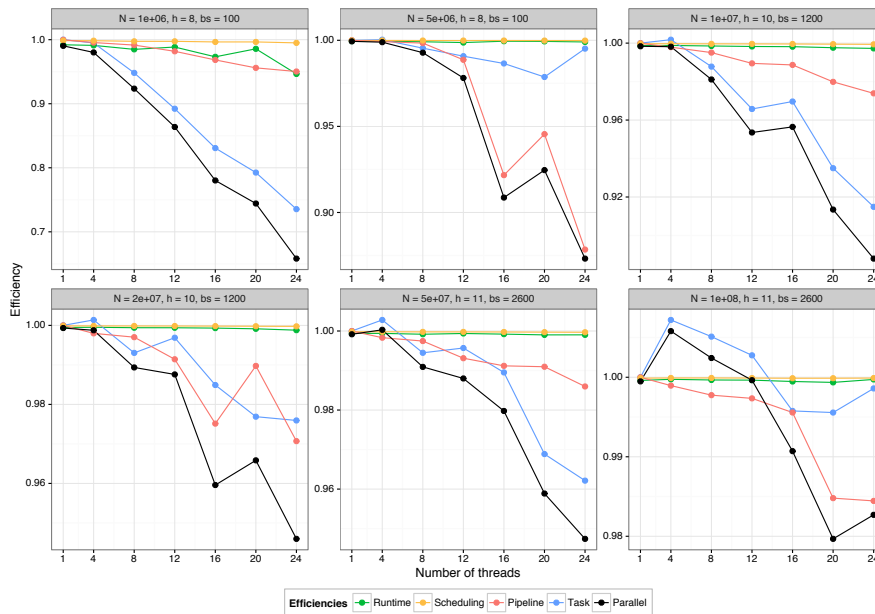 N = 1e+06, h = 8, bs = 100
N = 5e+06, h = 8, bs = 100
N = 1e+07, h = 10, bs = 1200
1.0
0.9
0.8
0.7
1.00
0.95
0.90
1.00
0.96
0.92
1 4 8 12 16 20 24
1 4 8 12 16 20 24
1 4 8 12 16 20 24
Efficiency
N = 2e+07, h = 10, bs = 1200
N = 5e+07, h = 11, bs = 2600
N = 1e+08, h = 11, bs = 2600
1.00
0.98
0.96
1.00
0.98
0.96
1.00
0.99
0.98
1 4 8 12 16 20 24
1 4 8 12 16 20 24
1 4 8 12 16 20 24
Number of threads
Efficiencies Runtime Scheduling Pipeline Task Parallel